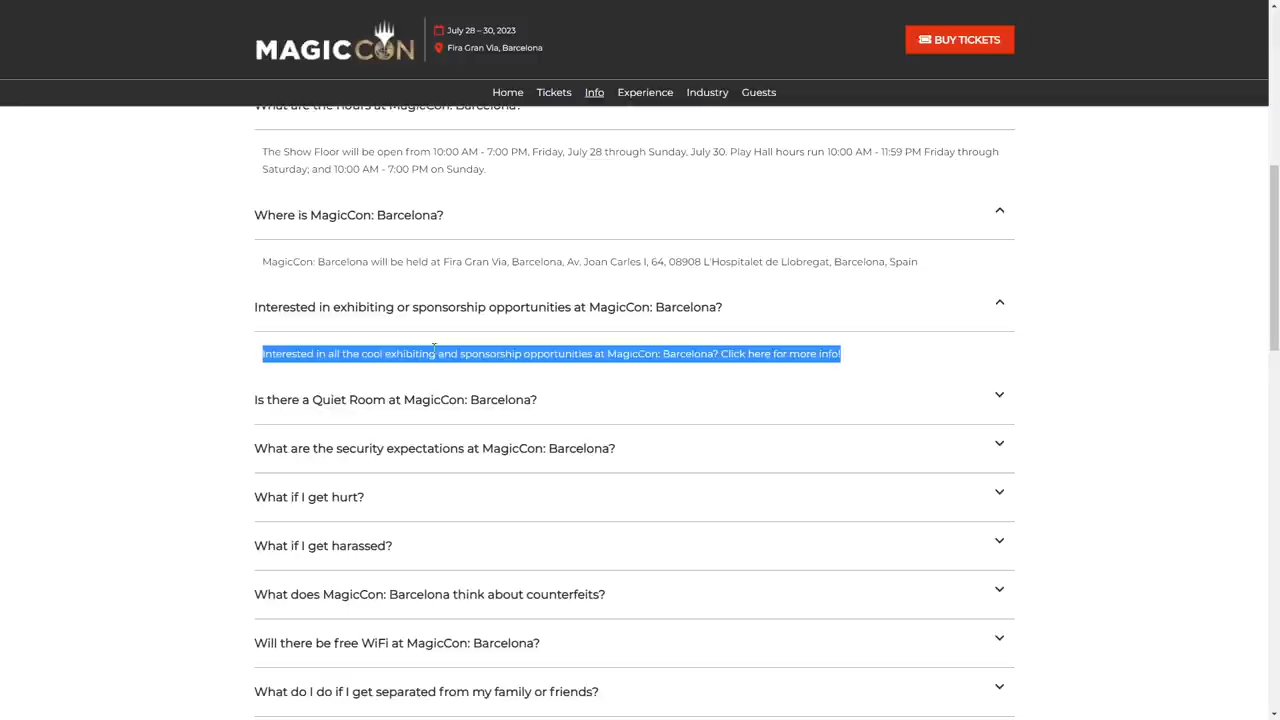 MAGICCON
July 28 – 30, 2023
Fira Gran Via, Barcelona
BUY TICKETS
Home Tickets Info Experience Industry Guests
What are the hours at MagicCon: Barcelona?
The Show Floor will be open from 10:00 AM - 7:00 PM, Friday, July 28 through Sunday, July 30. Play Hall hours run 10:00 AM - 11:59 PM Friday through
Saturday; and 10:00 AM - 7:00 PM on Sunday.
Where is MagicCon: Barcelona?
MagicCon: Barcelona will be held at Fira Gran Via, Barcelona, Av. Joan Carles I, 64, 08908 L'Hospitalet de Llobregat, Barcelona, Spain
Interested in exhibiting or sponsorship opportunities at MagicCon: Barcelona?
Interested in all the cool exhibiting and sponsorship opportunities at MagicCon: Barcelona? Click here for more info!
Is there a Quiet Room at MagicCon: Barcelona?
What are the security expectations at MagicCon: Barcelona?
What if I get hurt?
What if I get harassed?
What does MagicCon: Barcelona think about counterfeits?
Will there be free WiFi at MagicCon: Barcelona?
What do I do if I get separated from my family or friends?